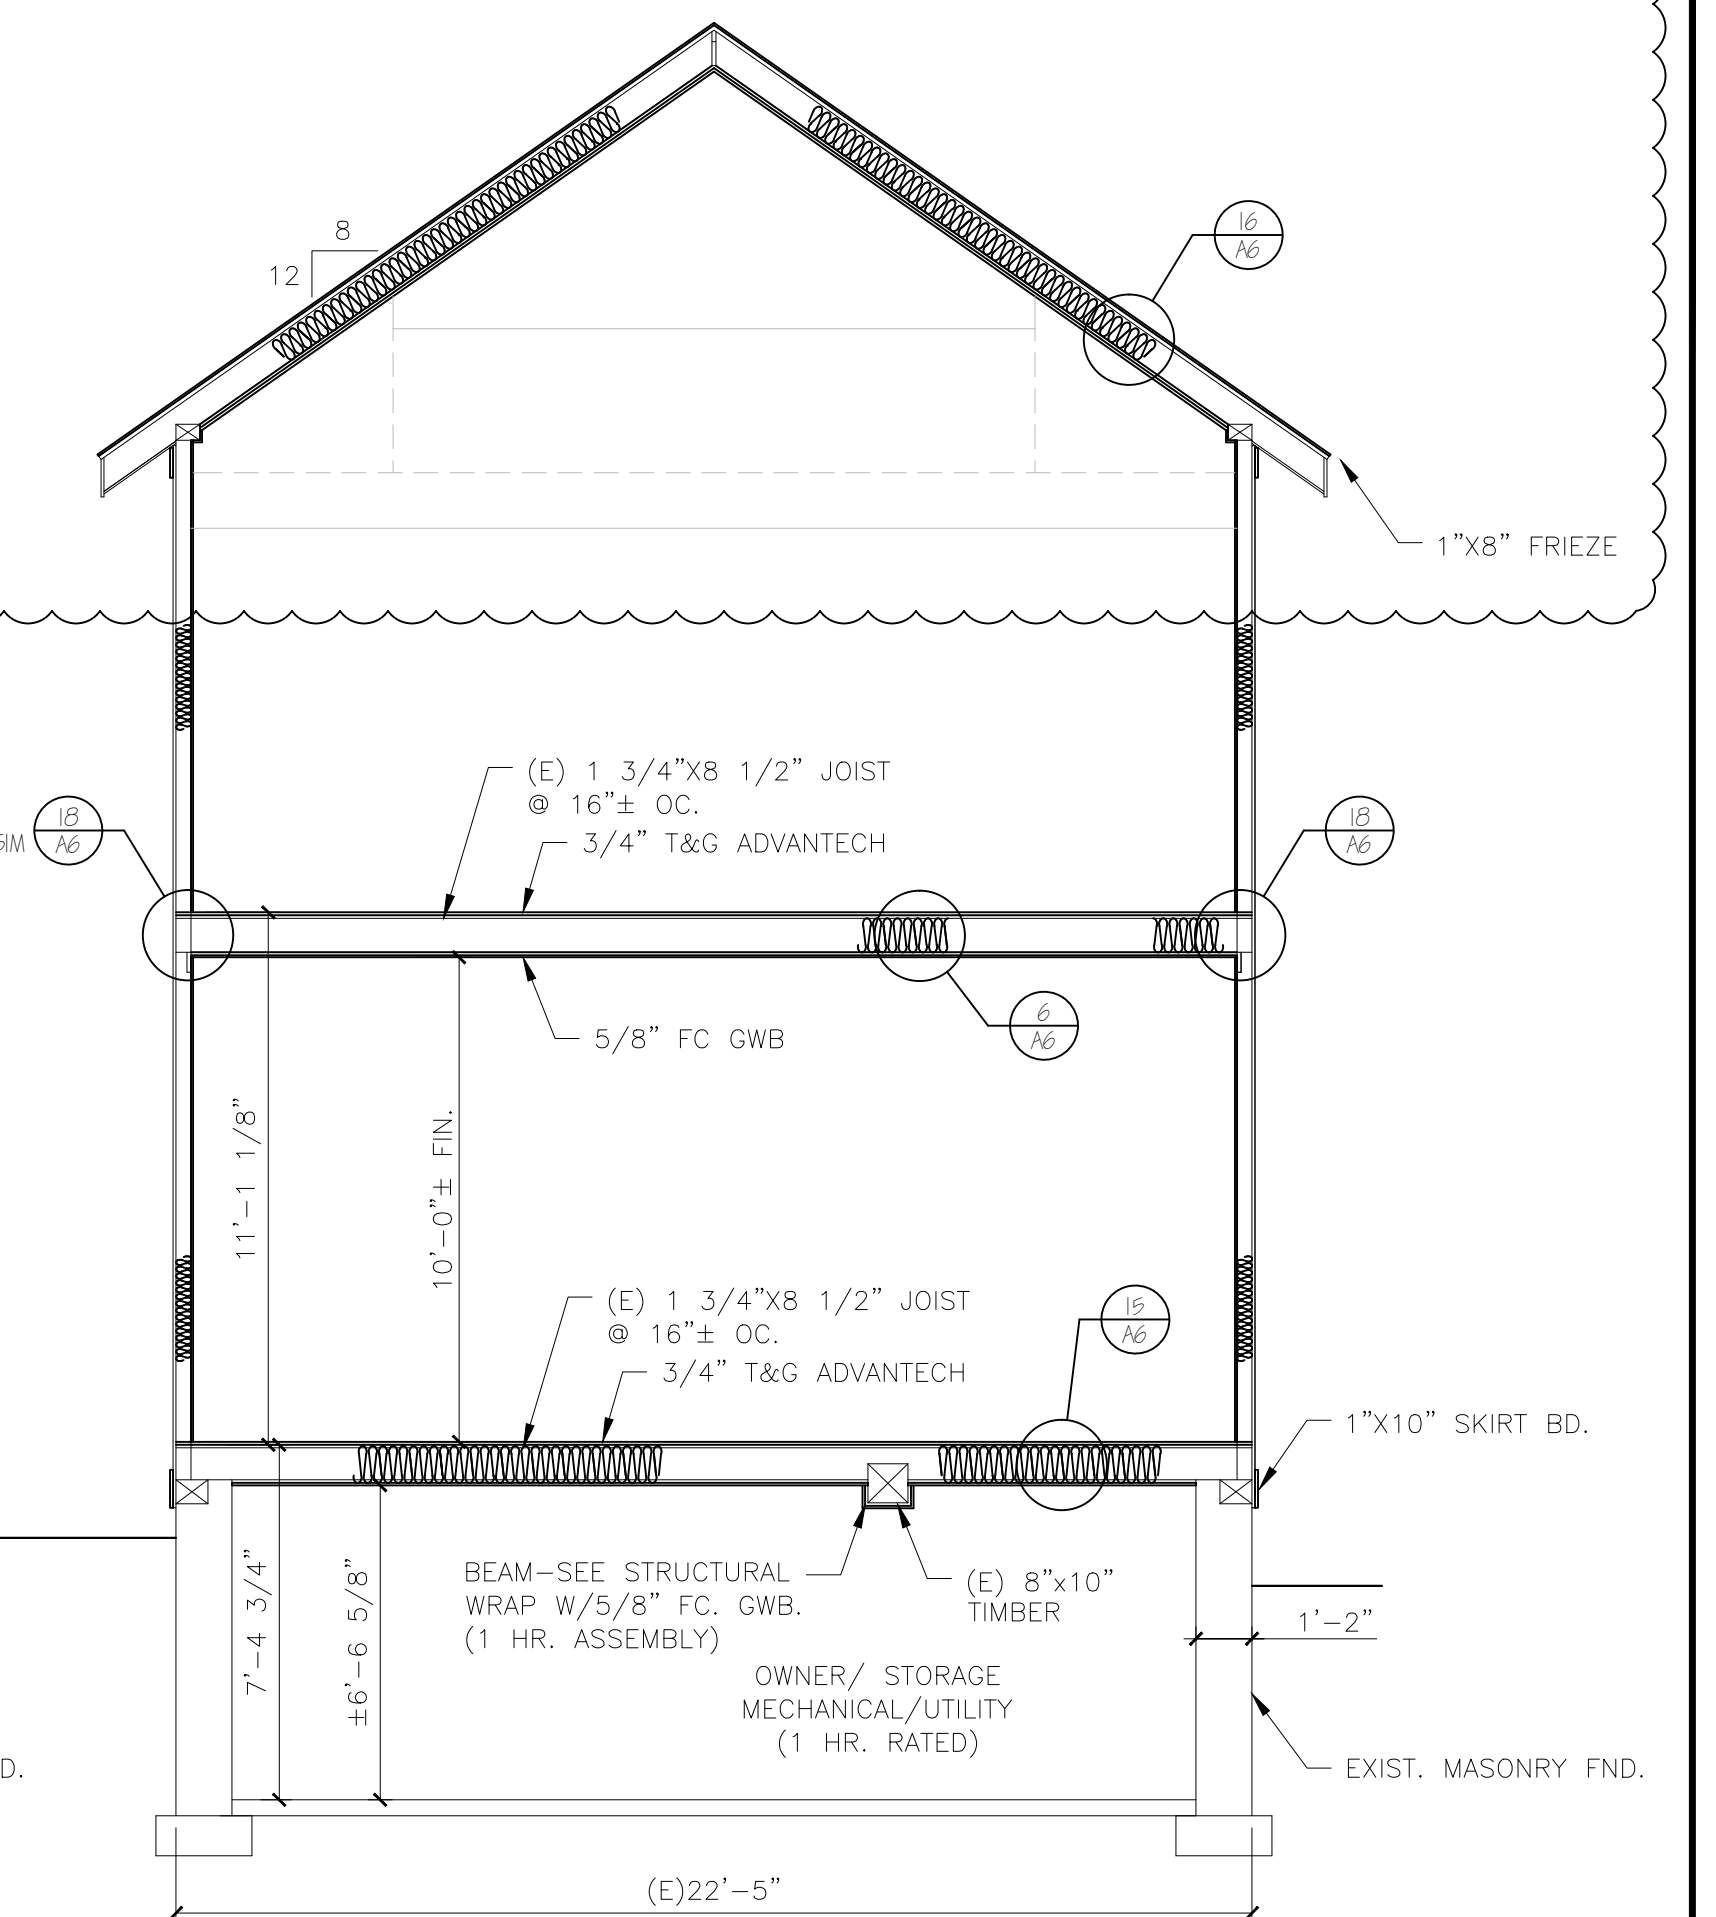 8
12
16
A6
1”X8” FRIEZE
(E) 1 3/4”X8 1/2” JOIST
@ 16”± OC.
3/4” T&G ADVANTECH
SIM
18
A6
18
A6
5/8” FC GWB
6
A6
11’-1 1/8”
10’-0”± FIN.
(E) 1 3/4”X8 1/2” JOIST
@ 16”± OC.
3/4” T&G ADVANTECH
15
A6
1”X10” SKIRT BD.
7’-4 3/4”
±6’-6 5/8”
BEAM-SEE STRUCTURAL
WRAP W/5/8” FC. GWB.
(1 HR. ASSEMBLY)
(E) 8”x10”
TIMBER
1’-2”
OWNER/ STORAGE
MECHANICAL/UTILITY
(1 HR. RATED)
D.
EXIST. MASONRY FND.
(E)22’-5”